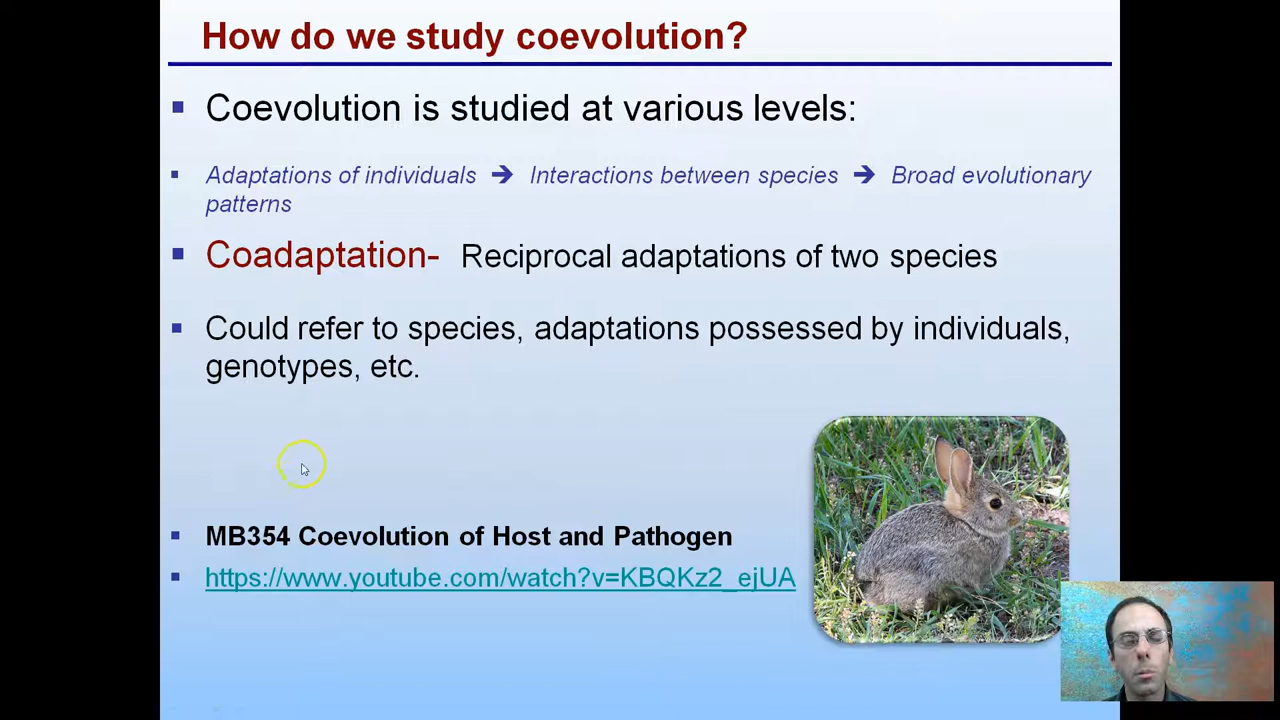 How do we study coevolution?
Coevolution is studied at various levels:
Adaptations of individuals ➔ Interactions between species ➔ Broad evolutionary
patterns
Coadaptation- Reciprocal adaptations of two species
Could refer to species, adaptations possessed by individuals,
genotypes, etc.
MB354 Coevolution of Host and Pathogen
https://www.youtube.com/watch?v=KBQKz2_ejUA